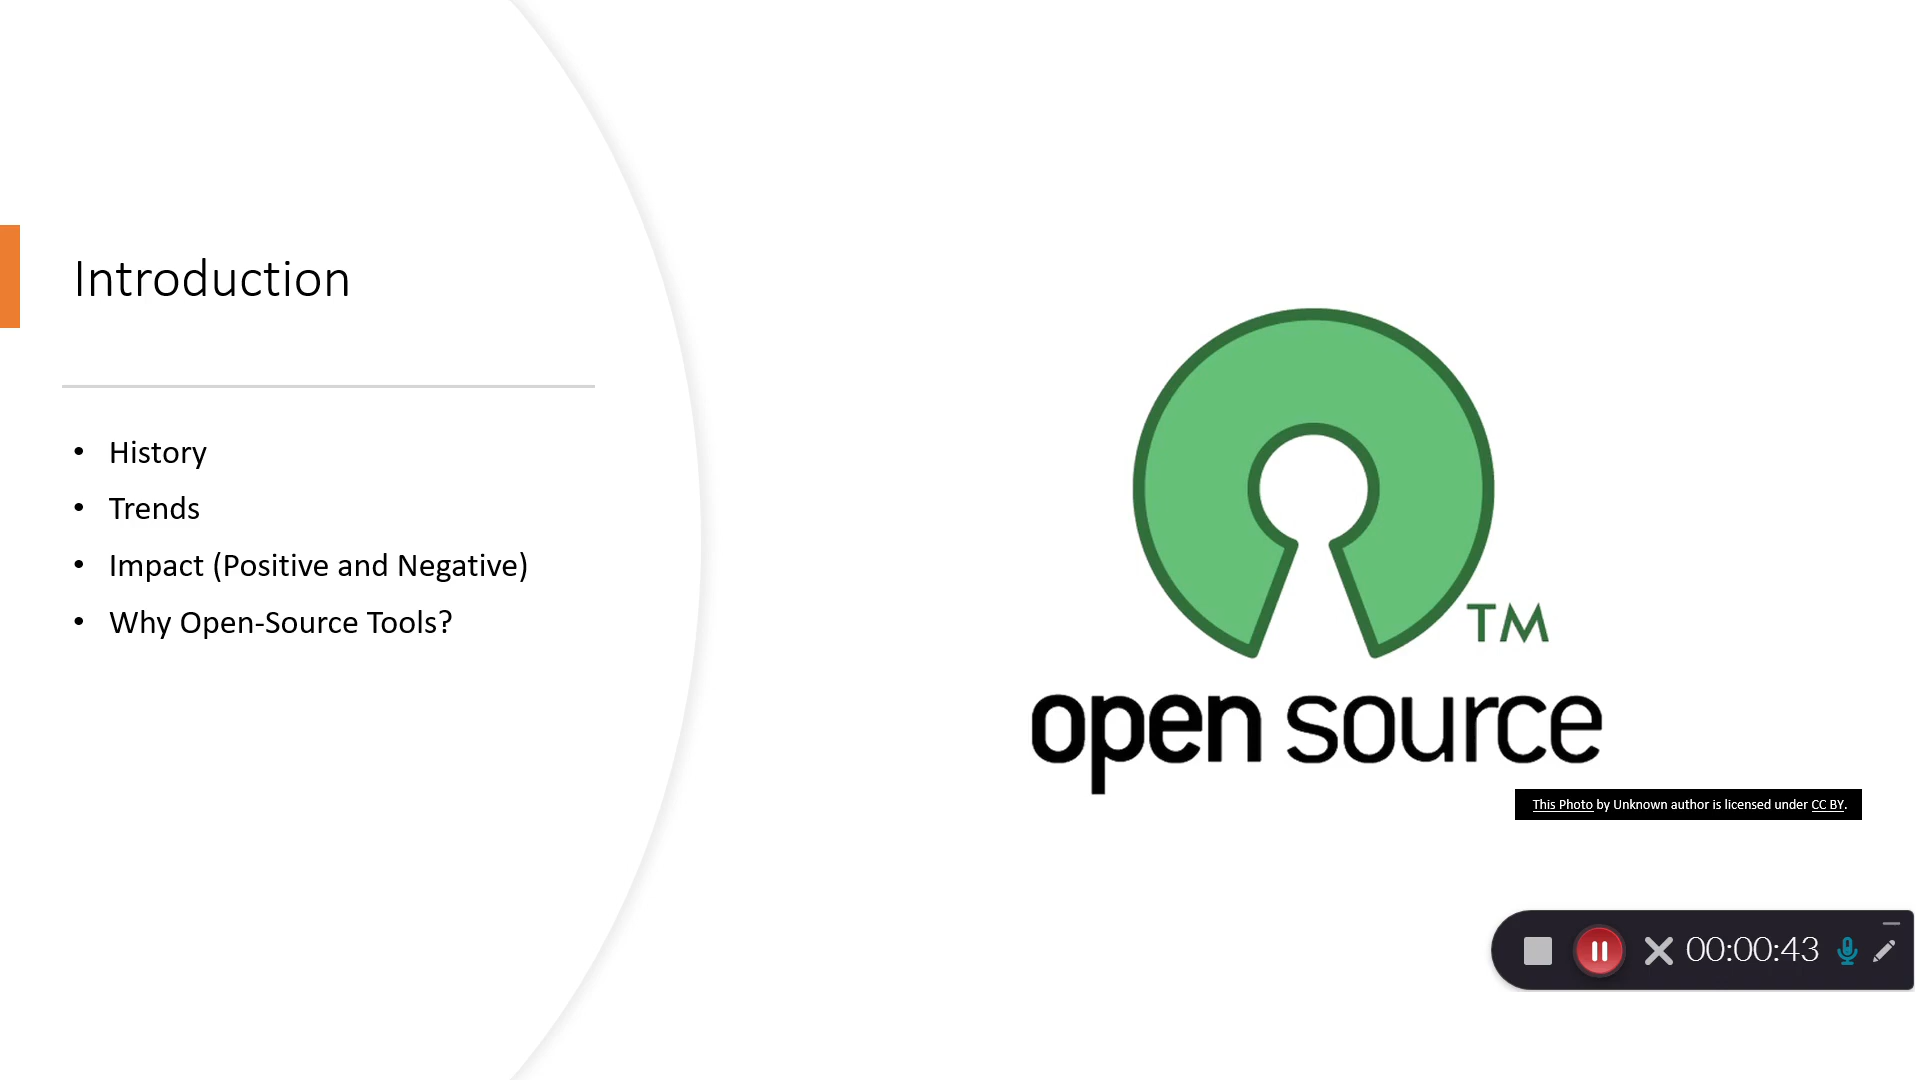 Introduction
• History
• Trends
• Impact (Positive and Negative)
• Why Open-Source Tools?
TM
open source
This Photo by Unknown author is licensed under CC BY.
00:00:43